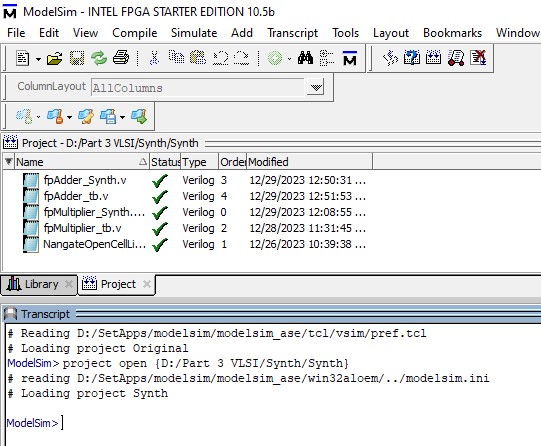 ModelSim - INTEL FPGA STARTER EDITION 10.5b
File Edit View Compile Simulate Add Transcript Tools Layout Bookmarks Window
ColumnLayout AllColumns
Project - D:/Part 3 VLSI/Synth/Synth
Name Status Type Order Modified
fpAdder_Synth.v Verilog 3 12/29/2023 12:50:31 ...
fpAdder_tb.v Verilog 4 12/29/2023 12:51:53 ...
fpMultiplier_Synth.... Verilog 0 12/29/2023 12:08:55 ...
fpMultiplier_tb.v Verilog 2 12/28/2023 11:31:45 ...
NangateOpenCellLi... Verilog 1 12/26/2023 10:39:38 ...
Library Project
Transcript
# Reading D:/SetApps/modelsim/modelsim_ase/tcl/vsim/pref.tcl
# Loading project Original
ModelSim> project open {D:/Part 3 VLSI/Synth/Synth}
# reading D:/SetApps/modelsim/modelsim_ase/win32aloem/../modelsim.ini
# Loading project Synth
ModelSim>